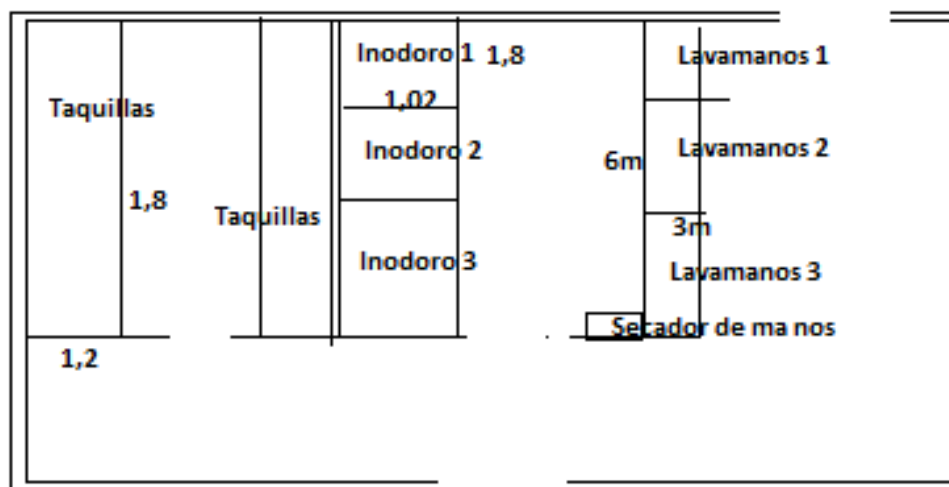 Inodoro 1
1,8
Lavamanos 1
Taquillas
1,02
Inodoro 2
6m
Lavamanos 2
1,8
Taquillas
3m
Inodoro 3
Lavamanos 3
Secador de ma nos
1,2